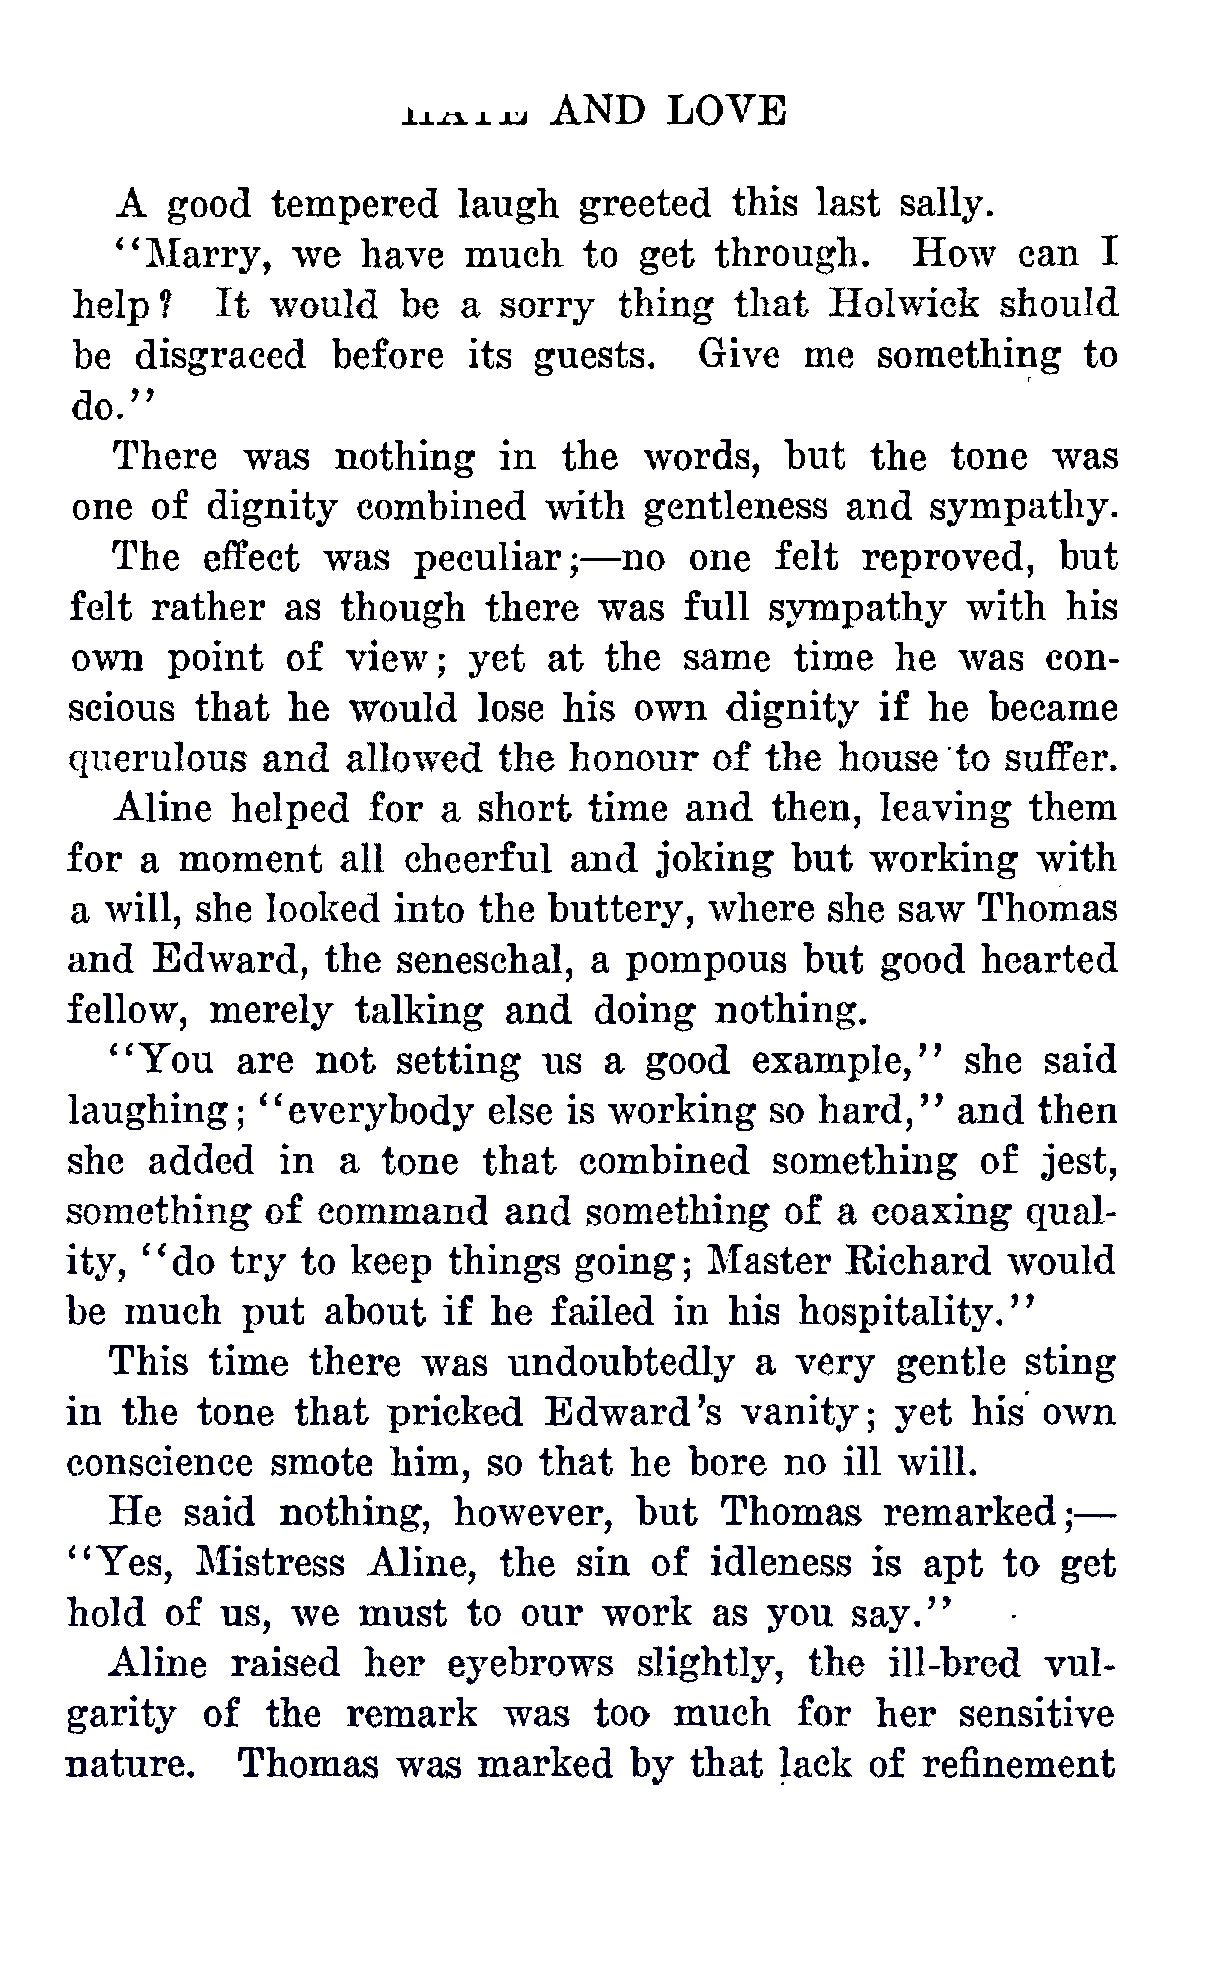 AND LOVE
A good tempered laugh greeted this last sally.
"Marry, we have much to get through. How can I
help? It would be a sorry thing that Holwick should
be disgraced before its guests. Give me something to
do."
There was nothing in the words, but the tone was
one of dignity combined with gentleness and sympathy.
The effect was peculiar;—no one felt reproved, but
felt rather as though there was full sympathy with his
own point of view; yet at the same time he was con-
scious that he would lose his own dignity if he became
querulous and allowed the honour of the house to suffer.
Aline helped for a short time and then, leaving them
for a moment all cheerful and joking but working with
a will, she looked into the buttery, where she saw Thomas
and Edward, the seneschal, a pompous but good hearted
fellow, merely talking and doing nothing.
"You are not setting us a good example," she said
laughing; "everybody else is working so hard," and then
she added in a tone that combined something of jest,
something of command and something of a coaxing qual-
ity, "do try to keep things going; Master Richard would
be much put about if he failed in his hospitality."
This time there was undoubtedly a very gentle sting
in the tone that pricked Edward's vanity; yet his own
conscience smote him, so that he bore no ill will.
He said nothing, however, but Thomas remarked;—
"Yes, Mistress Aline, the sin of idleness is apt to get
hold of us, we must to our work as you say."
Aline raised her eyebrows slightly, the ill-bred vul-
garity of the remark was too much for her sensitive
nature. Thomas was marked by that lack of refinement